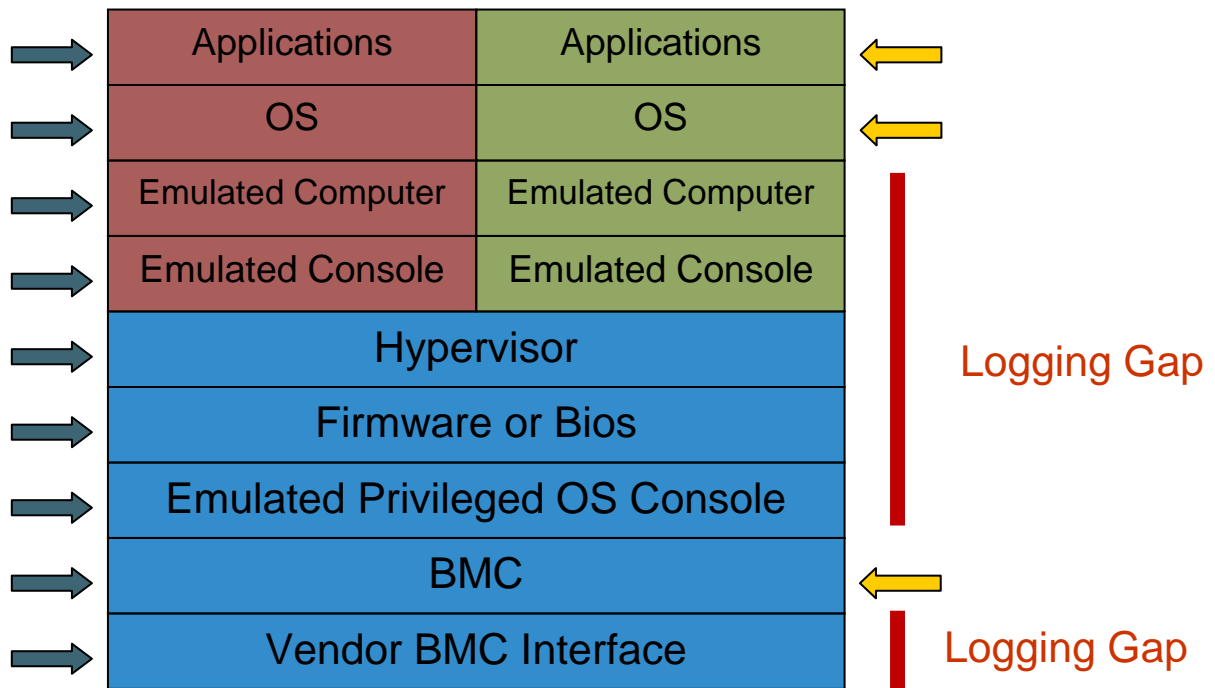 Applications
Applications
OS
OS
Emulated Computer
Emulated Computer
Emulated Console
Emulated Console
Hypervisor
Logging Gap
Firmware or Bios
Emulated Privileged OS Console
BMC
Vendor BMC Interface
Logging Gap